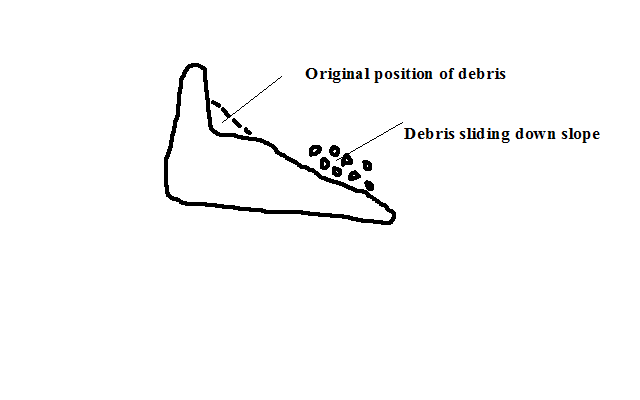 Original position of debris
Debris sliding down slope